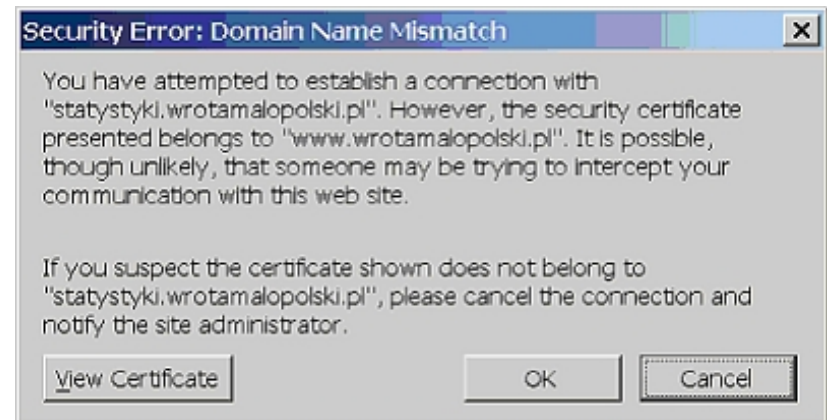 Security Error: Domain Name Mismatch
You have attempted to establish a connection with
"statystyki.wrotamalopolski.pl". However, the security certificate
presented belongs to "www.wrotamalopolski.pl". It is possible,
though unlikely, that someone may be trying to intercept your
communication with this web site.
If you suspect the certificate shown does not belong to
"statystyki.wrotamalopolski.pl", please cancel the connection and
notify the site administrator.
View Certificate OK Cancel